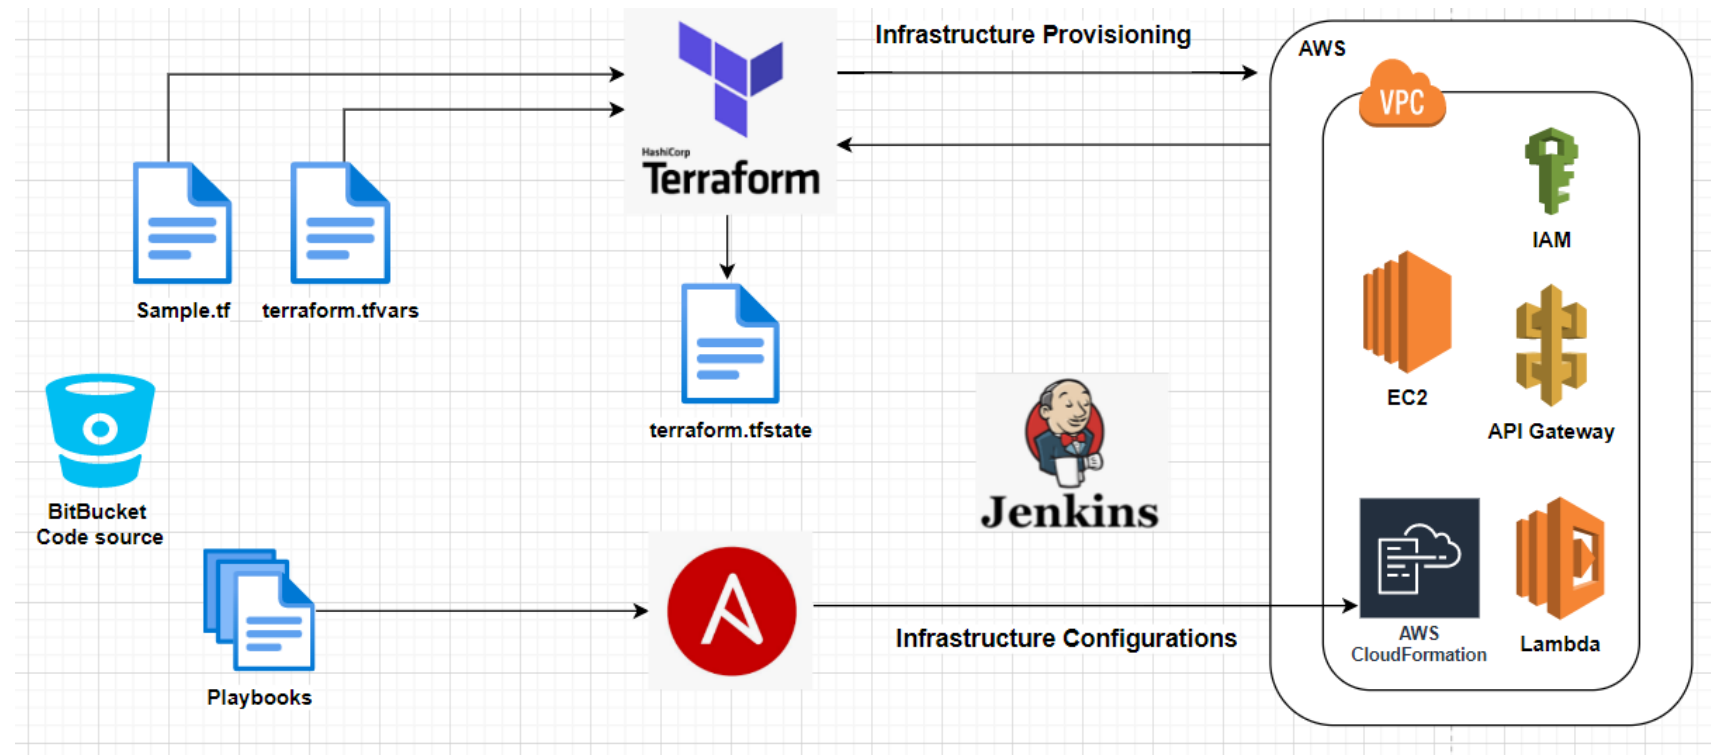 Infrastructure Provisioning
AWS
VPC
HashiCorp
Terraform
IAM
Sample.tf
terraform.tfvars
EC2
terraform.tfstate
API Gateway
BitBucket
Code source
Jenkins
Infrastructure Configurations
AWS
CloudFormation
Lambda
Playbooks